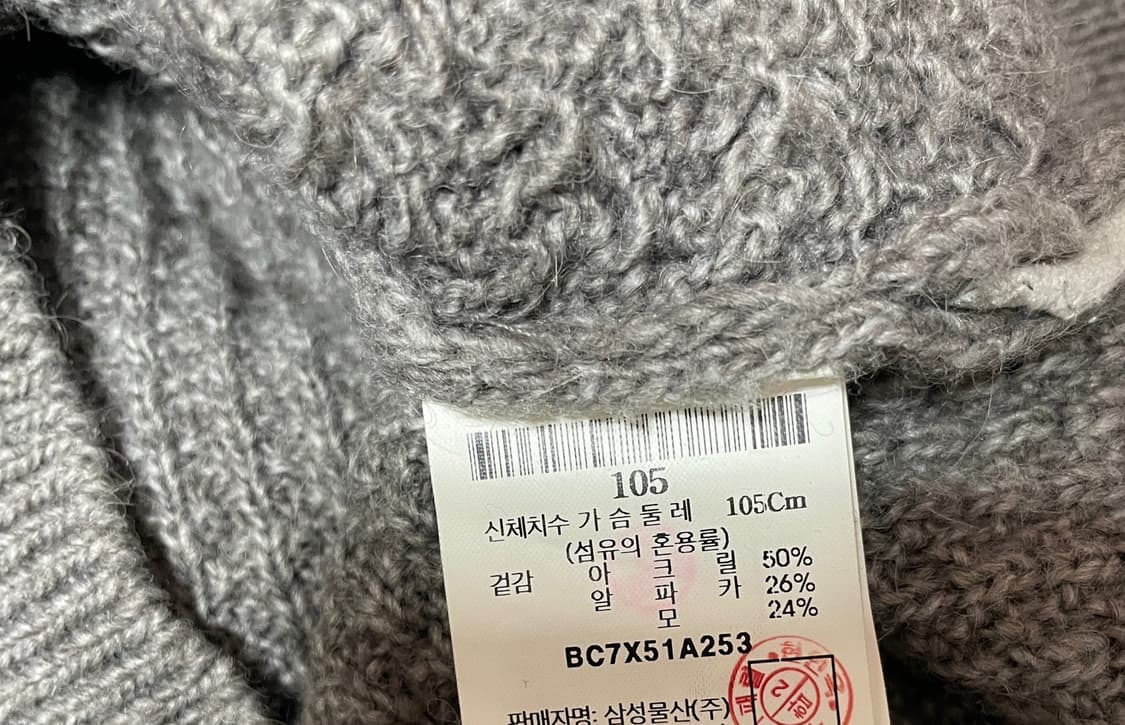 105
신체치수 가슴둘레 105Cm
(섬유의 혼용률)
겉감 아크릴 50%
알파카 26%
모 24%
BC7X51A253
판매자명: 삼성물산(주)